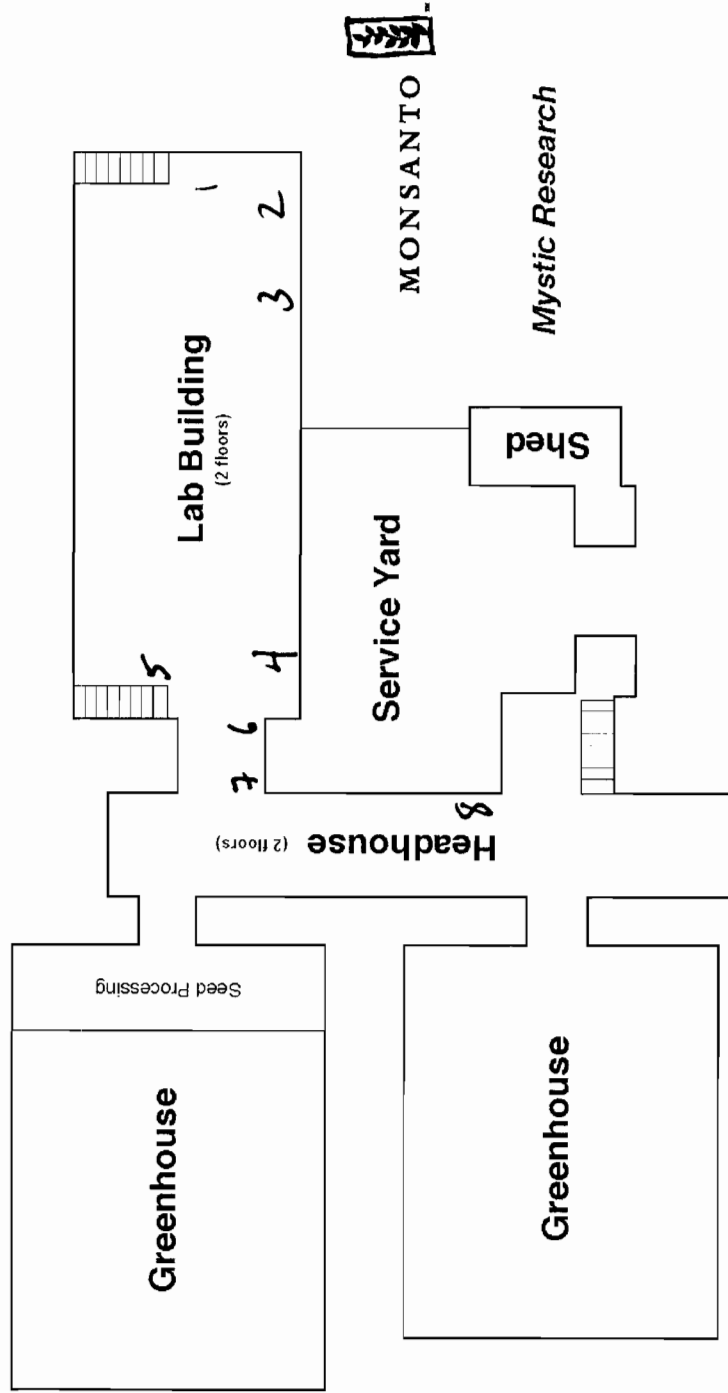 MONSANTO
Mystic Research
1
2
3
Lab Building
(2 floors)
5
4
6
7
Shed
Service Yard
8
Headhouse (2 floors)
Seed Processing
Greenhouse
Greenhouse